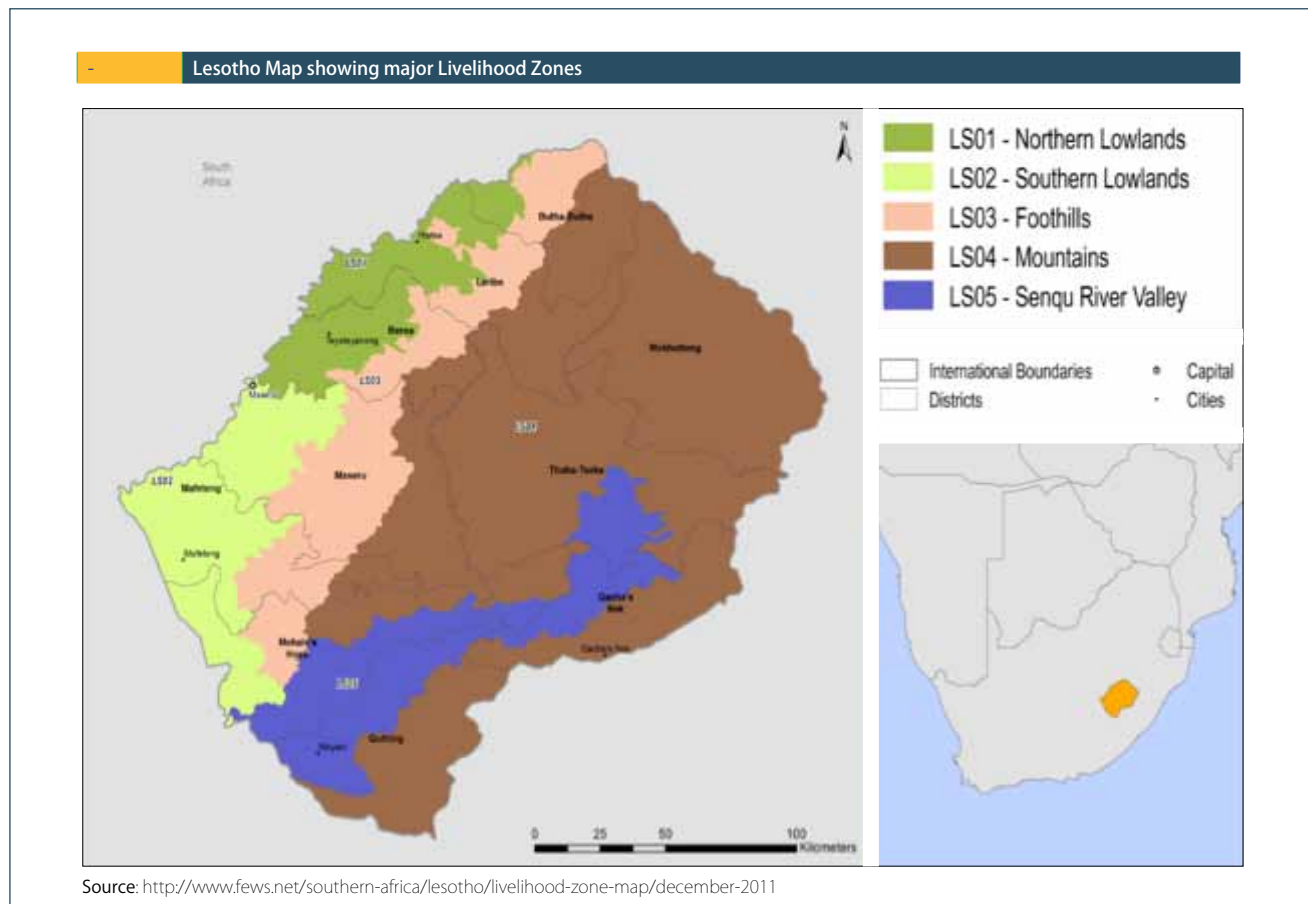 -
Lesotho Map showing major Livelihood Zones
South
Africa
N
LS01 - Northern Lowlands
LS02 - Southern Lowlands
LS03 - Foothills
LS04 - Mountains
LS05 - Senqu River Valley
International Boundaries
Districts
Capital
Cities
Butha-Buthe
Leribe
Berea
Mokhotlong
LS03
Maseru
Thaba-Tseka
LS02
Mafeteng
Mafeteng
Qacha's
Nek
Qacha's Nek
Mohale's
Hoek
Quthing
0 25 50 100
Kilometers
Source: http://www.fews.net/southern-africa/lesotho/livelihood-zone-map/december-2011